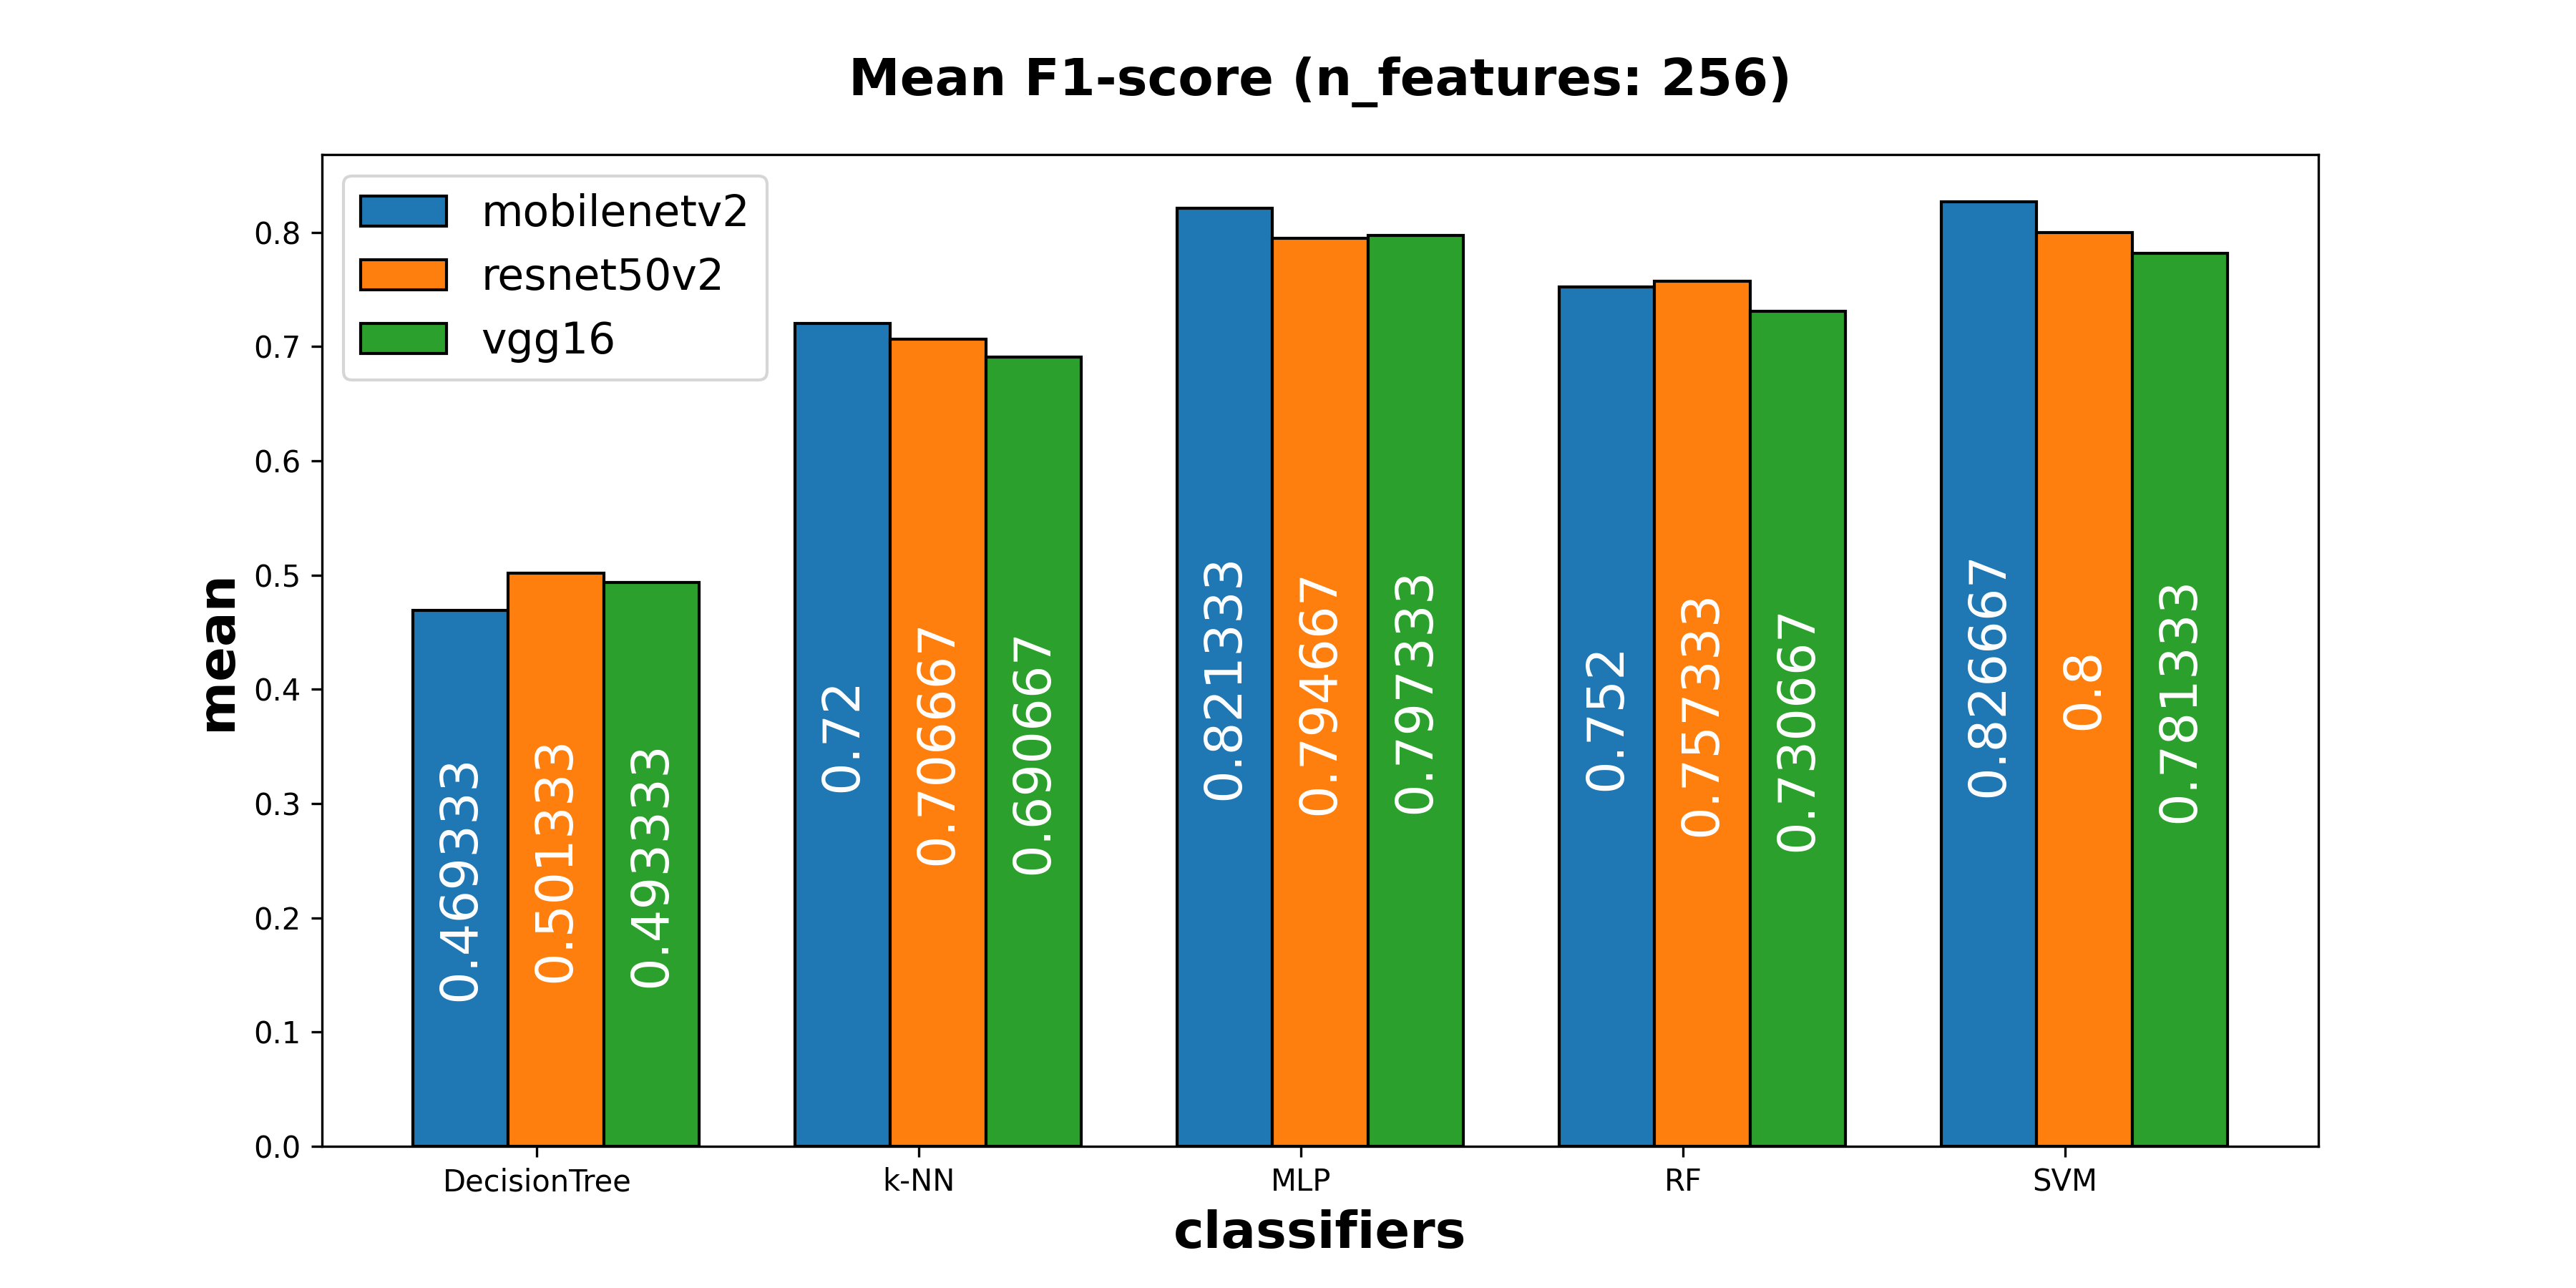 Mean F1-score (n_features: 256)
mobilenetv2
resnet50v2
vgg16
mean
0.8
0.7
0.6
0.5
0.4
0.3
0.2
0.1
0.0
0.469333
0.501333
0.493333
0.72
0.706667
0.690667
0.821333
0.794667
0.797333
0.752
0.757333
0.730667
0.826667
0.8
0.781333
DecisionTree
k-NN
MLP
RF
SVM
classifiers